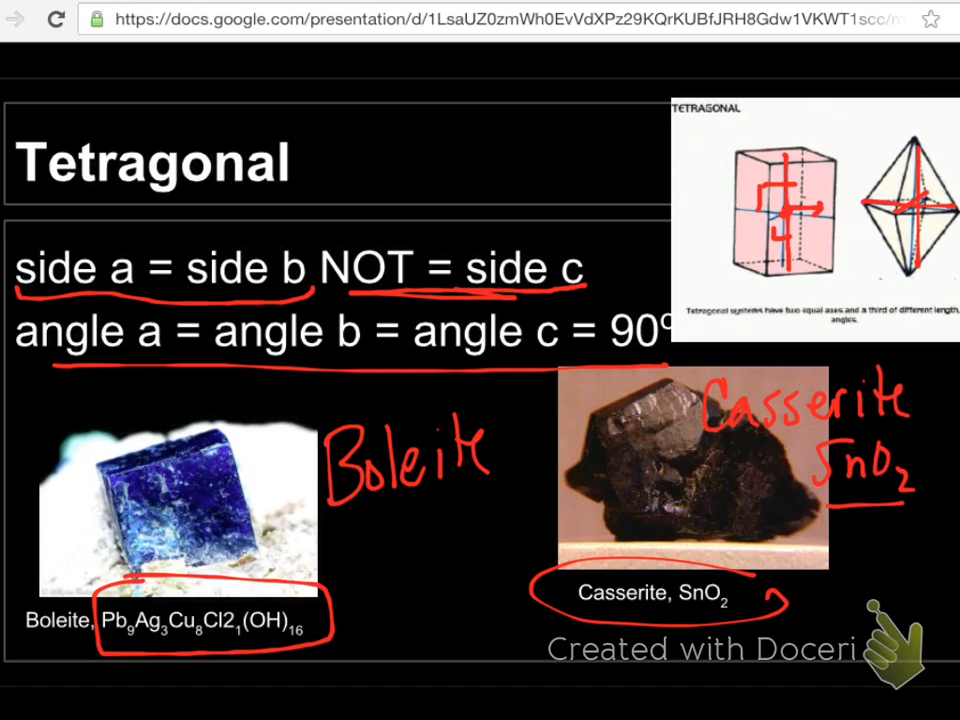 https://docs.google.com/presentation/d/1LsaUZ0zmWh0EvVdXPz29KQrKUBfJRH8Gdw1VKWT1scc/
TETRAGONAL
Tetragonal
side a = side b NOT = side c
angle a = angle b = angle c = 90º
Tetragonal systems have two equal axes and a third of different length,
angles.
Boleite
Casserite
SnO₂
Boleite, Pb₉Ag₃Cu₈Cl2₁(OH)₁₆
Casserite, SnO₂
Created with Doceri